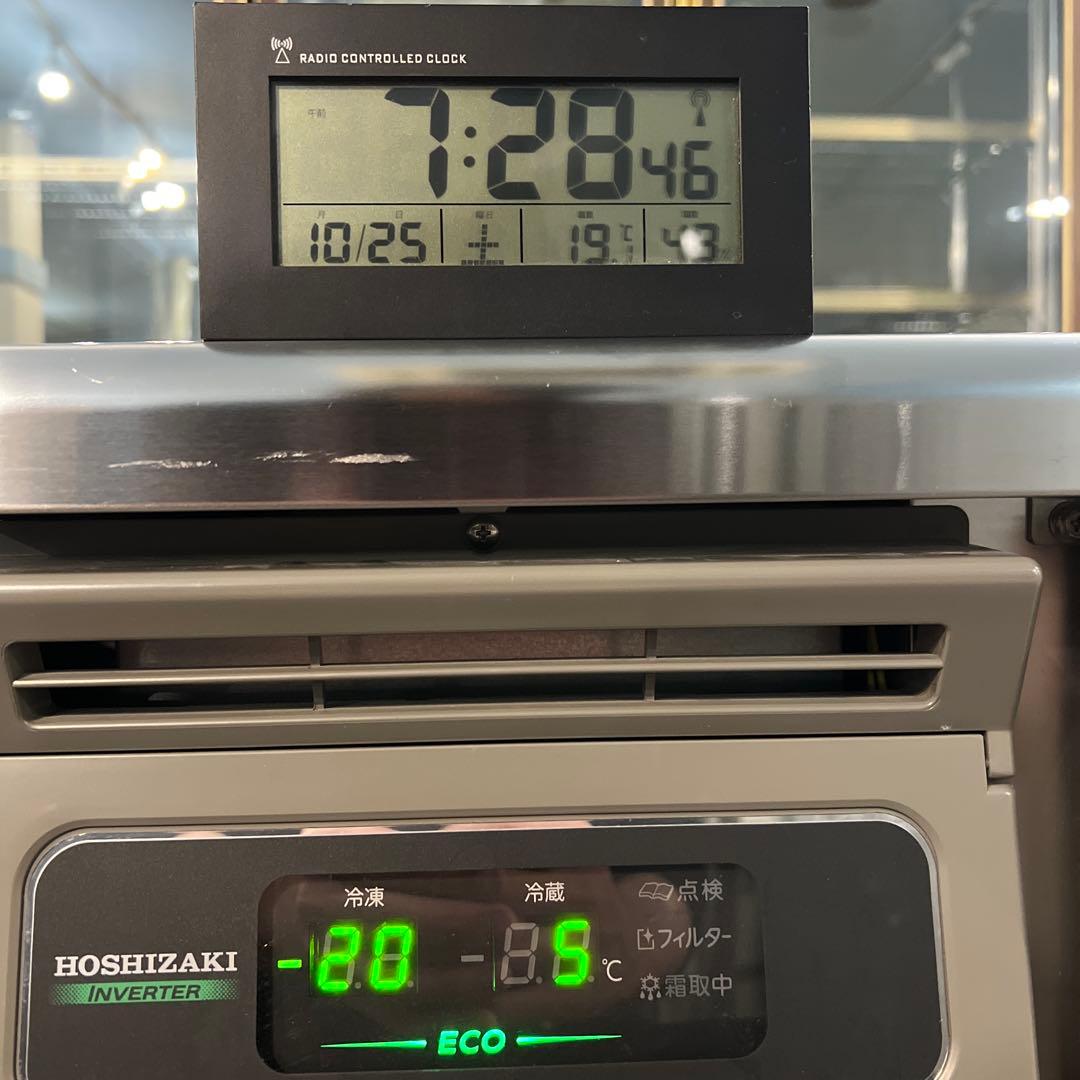 RADIO CONTROLLED CLOCK
午前 7:28 46
月 日 曜日
10/25 土 19. ℃ 43 %
冷凍 冷蔵 点検
-20 5 ℃ フィルター
霜取中
HOSHIZAKI
INVERTER
ECO